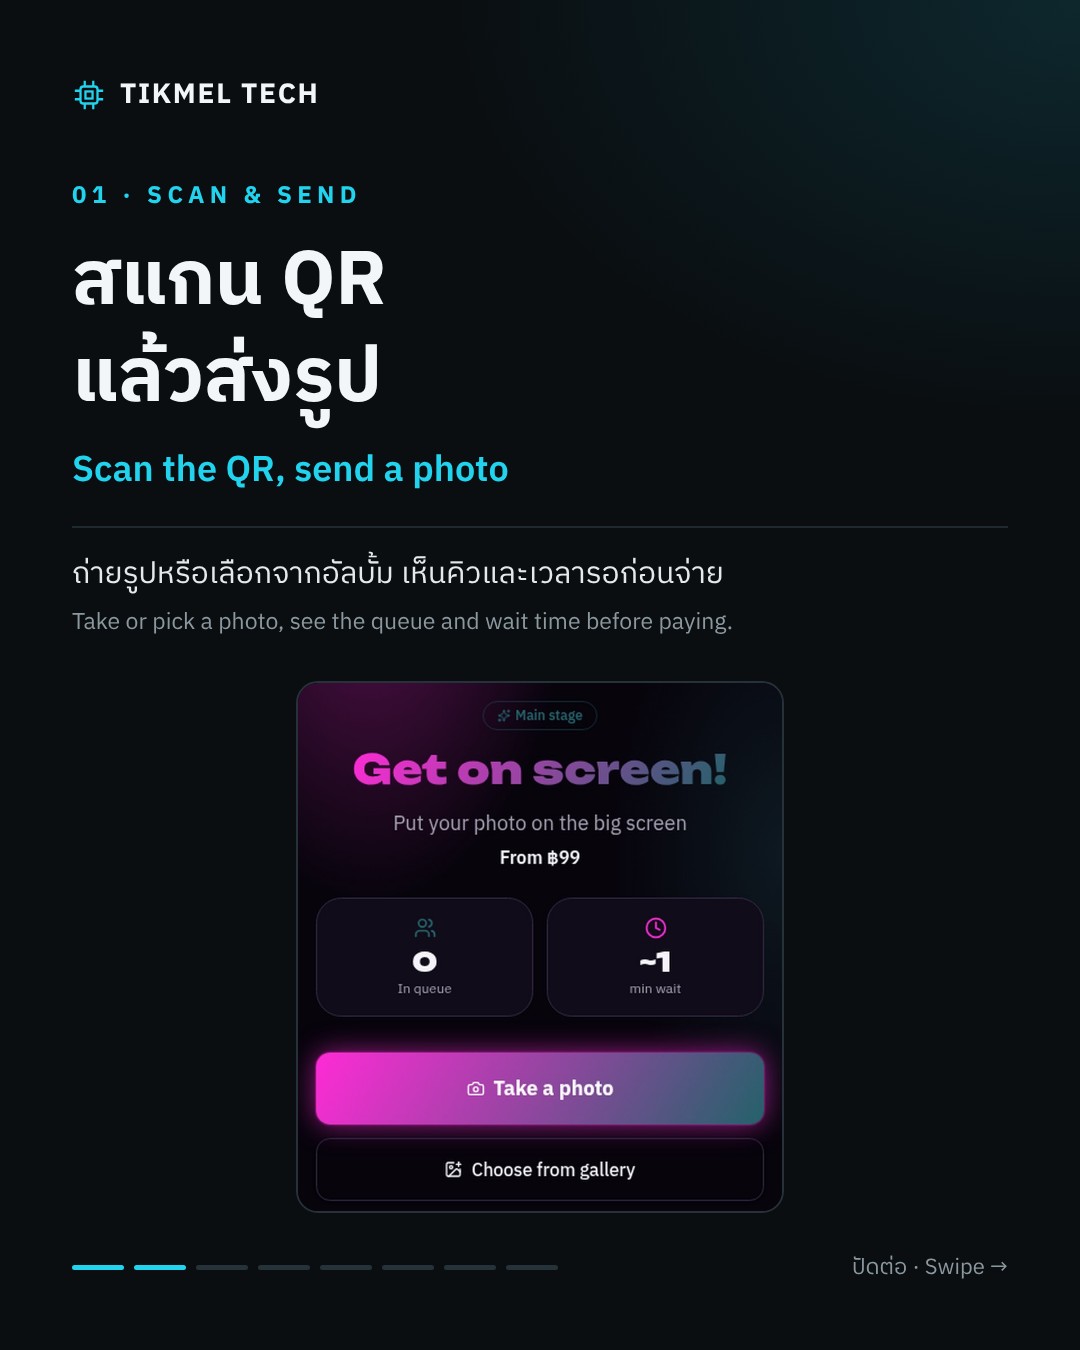 TIKMEL TECH
01 · SCAN & SEND
สแกน QR
แล้วส่งรูป
Scan the QR, send a photo
ถ่ายรูปหรือเลือกจากอัลบั้ม เห็นคิวและเวลารอก่อนจ่าย
Take or pick a photo, see the queue and wait time before paying.
Main stage
Get on screen!
Put your photo on the big screen
From ฿99
0
In queue
~1
min wait
Take a photo
Choose from gallery
ปัดต่อ · Swipe →